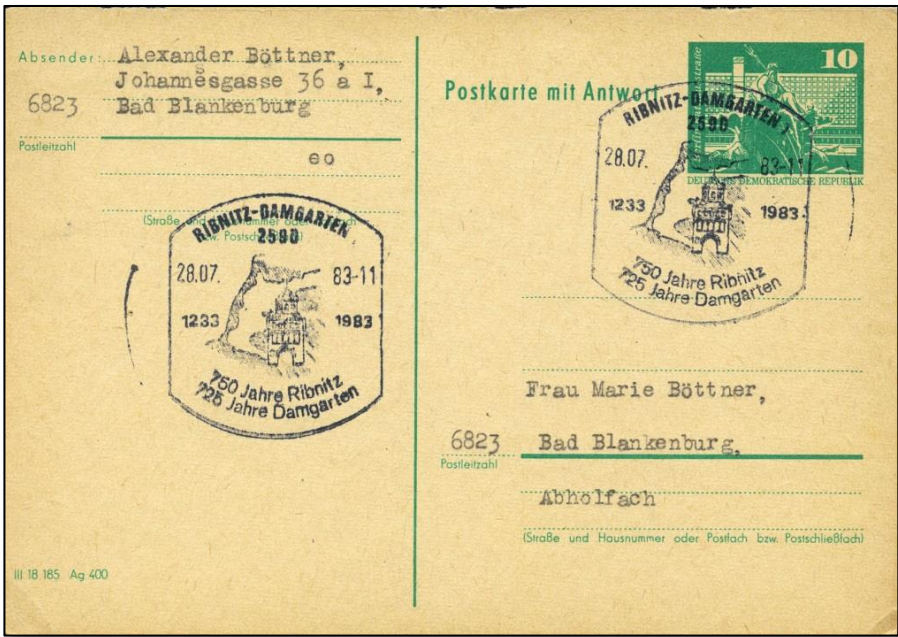 Absender: Alexander Böttner,
Johannesgasse 36 a I,
6823 Bad Blankenburg
Postleitzahl
eo
(Straße und Hausnummer oder Postfach
bzw. Postschließfach)
RIBNITZ-DAMGARTEN
2590
28.07. 83-11
1233 1983
750 Jahre Ribnitz
725 Jahre Damgarten
III 18 185 Ag 400
Postkarte mit Antwort
10
DEUTSCHE DEMOKRATISCHE REPUBLIK
RIBNITZ-DAMGARTEN 1
2590
28.07. 83-11
1233 1983
750 Jahre Ribnitz
725 Jahre Damgarten
Frau Marie Böttner,
6823 Bad Blankenburg,
Postleitzahl
Abholfach
(Straße und Hausnummer oder Postfach bzw. Postschließfach)